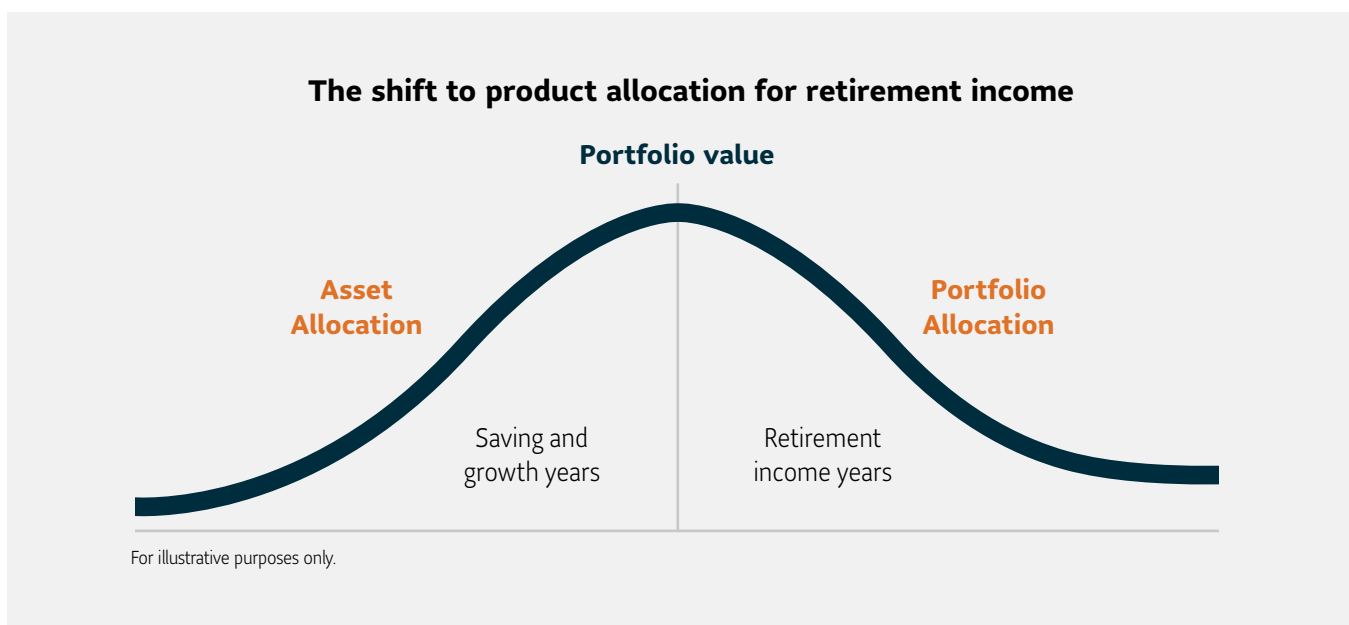 The shift to product allocation for retirement income
Portfolio value
Asset
Allocation
Portfolio
Allocation
Saving and
growth years
Retirement
income years
For illustrative purposes only.